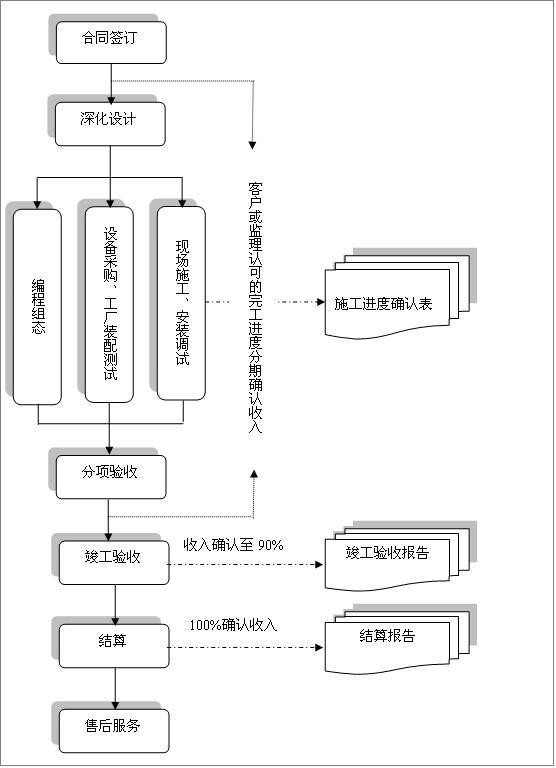 合同签订
深化设计
编程组态
设备采购、工厂装配测试
现场施工、安装调试
客户或监理认可的完工进度分期确认收入
施工进度确认表
分项验收
竣工验收
收入确认至 90%
竣工验收报告
结算
100%确认收入
结算报告
售后服务